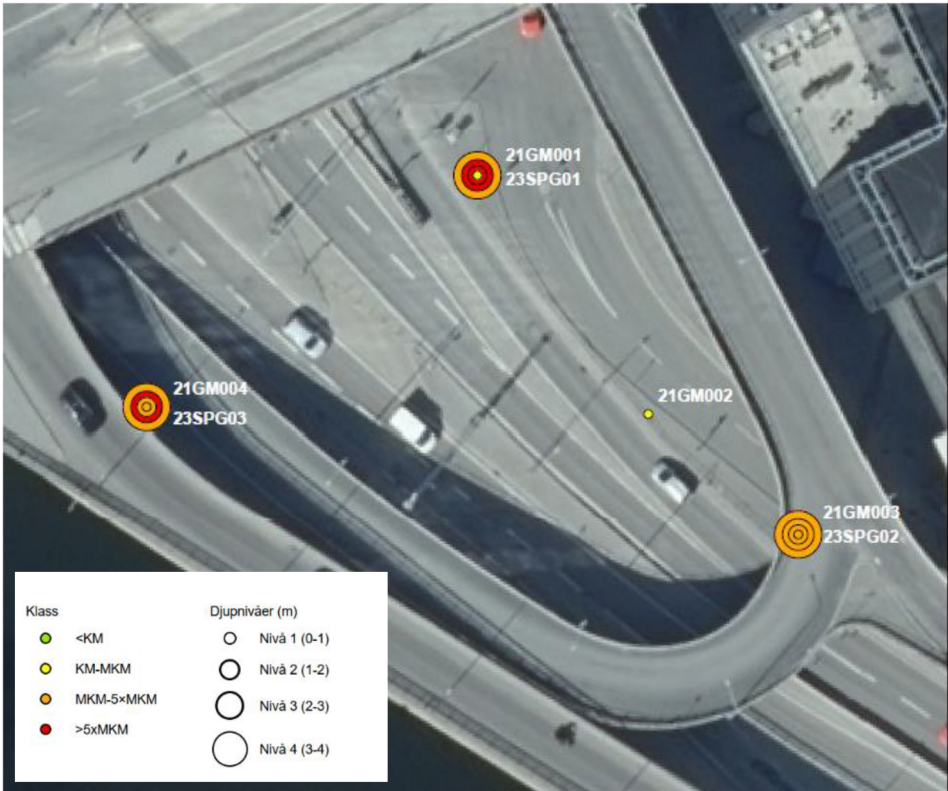 21GM001
23SPG01
21GM004
23SPG03
21GM002
21GM003
23SPG02
Klass
<KM
KM-MKM
MKM-5×MKM
>5xMKM
Djupnivåer (m)
Nivå 1 (0-1)
Nivå 2 (1-2)
Nivå 3 (2-3)
Nivå 4 (3-4)